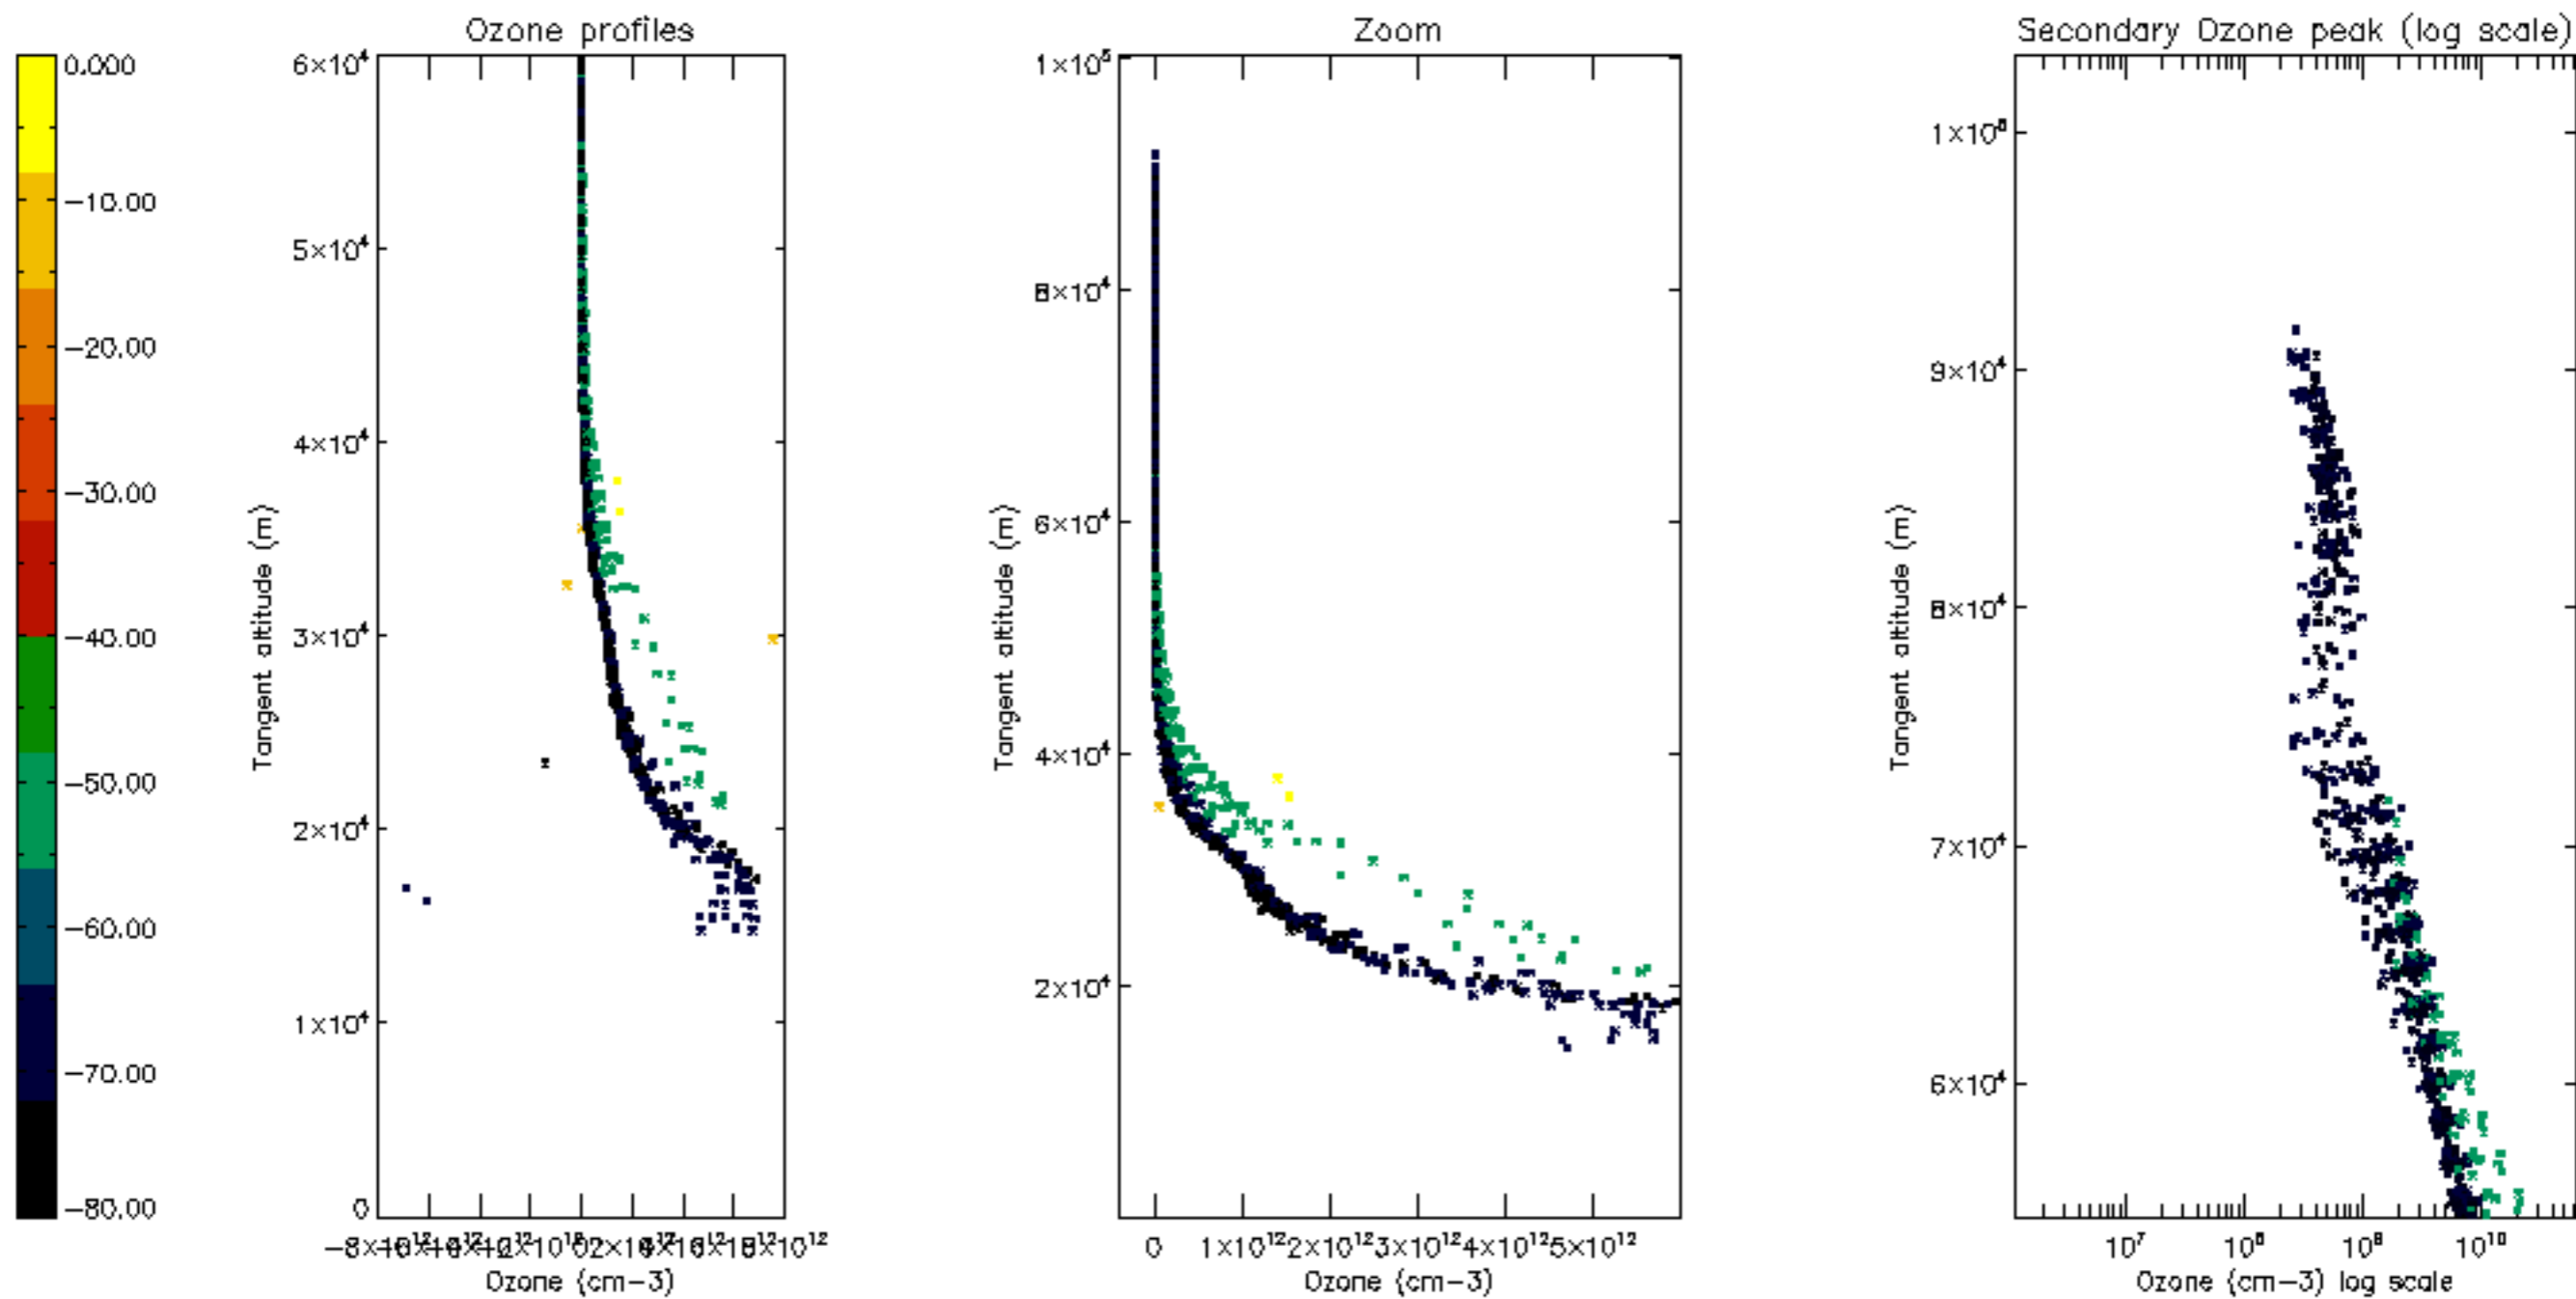 Ozone profiles
Zoom
Secondary Ozone peak (log scale)
0.000
-10.00
-20.00
-30.00
-40.00
-50.00
-60.00
-70.00
-80.00
6×10⁴
5×10⁴
4×10⁴
3×10⁴
2×10⁴
1×10⁴
0
Tangent altitude (m)
Ozone (cm-3)
1×10⁵
8×10⁴
6×10⁴
4×10⁴
2×10⁴
Tangent altitude (m)
0 1×10¹² 2×10¹² 3×10¹² 4×10¹² 5×10¹²
Ozone (cm-3)
9×10⁴
8×10⁴
7×10⁴
6×10⁴
Tangent altitude (m)
10⁷ 10⁸ 10⁹ 10¹⁰
Ozone (cm-3) log scale